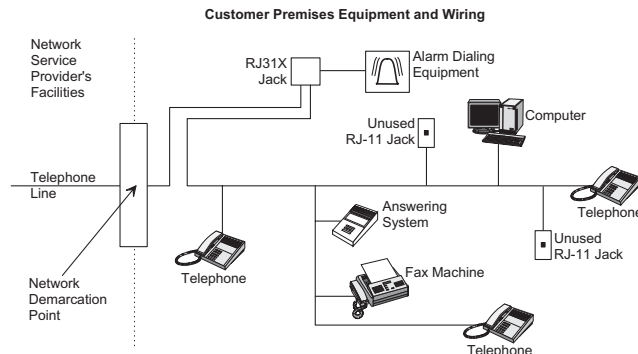 Customer Premises Equipment and Wiring
Network
Service
Provider's
Facilities
RJ31X
Jack
Alarm Dialing
Equipment
Unused
RJ-11 Jack
Computer
Telephone
Line
Answering
System
Telephone
Unused
RJ-11 Jack
Telephone
Fax Machine
Network
Demarcation
Point
Telephone